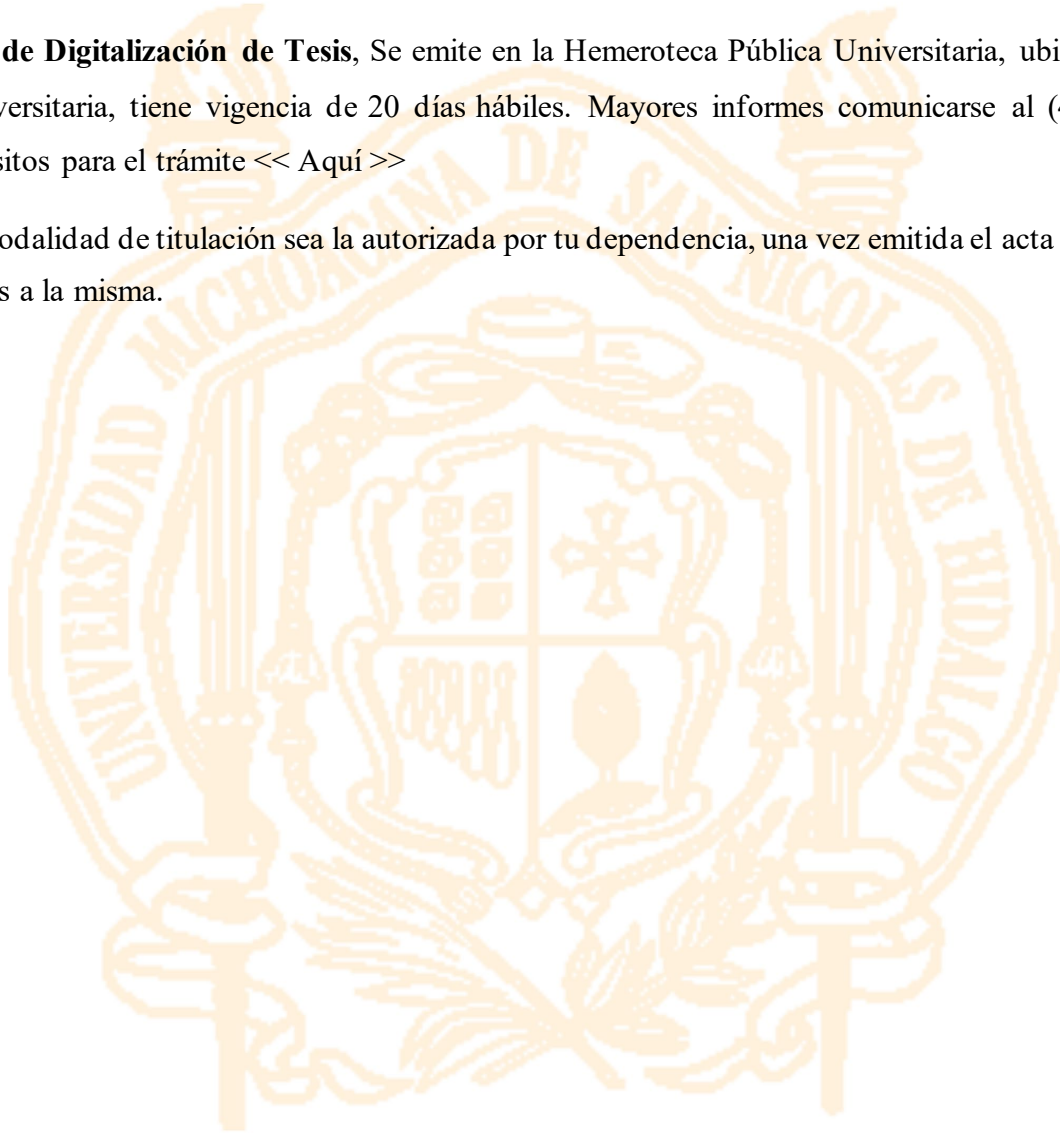 de Digitalización de Tesis, Se emite en la Hemeroteca Pública Universitaria, ubi
versitaria, tiene vigencia de 20 días hábiles. Mayores informes comunicarse al (
sitos para el trámite << Aquí >>
odalidad de titulación sea la autorizada por tu dependencia, una vez emitida el acta
s a la misma.
UNIVERSIDAD MICHOACANA DE SAN NICOLAS DE HIDALGO